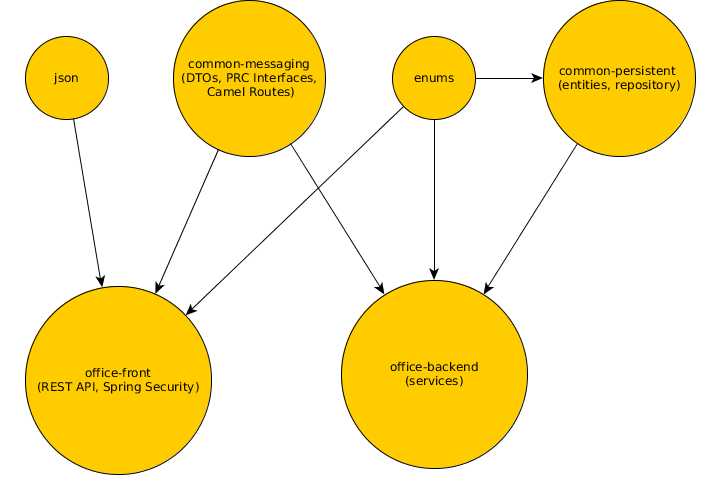 json
common-messaging
(DTOs, PRC Interfaces,
Camel Routes)
enums
common-persistent
(entities, repository)
office-front
(REST API, Spring Security)
office-backend
(services)